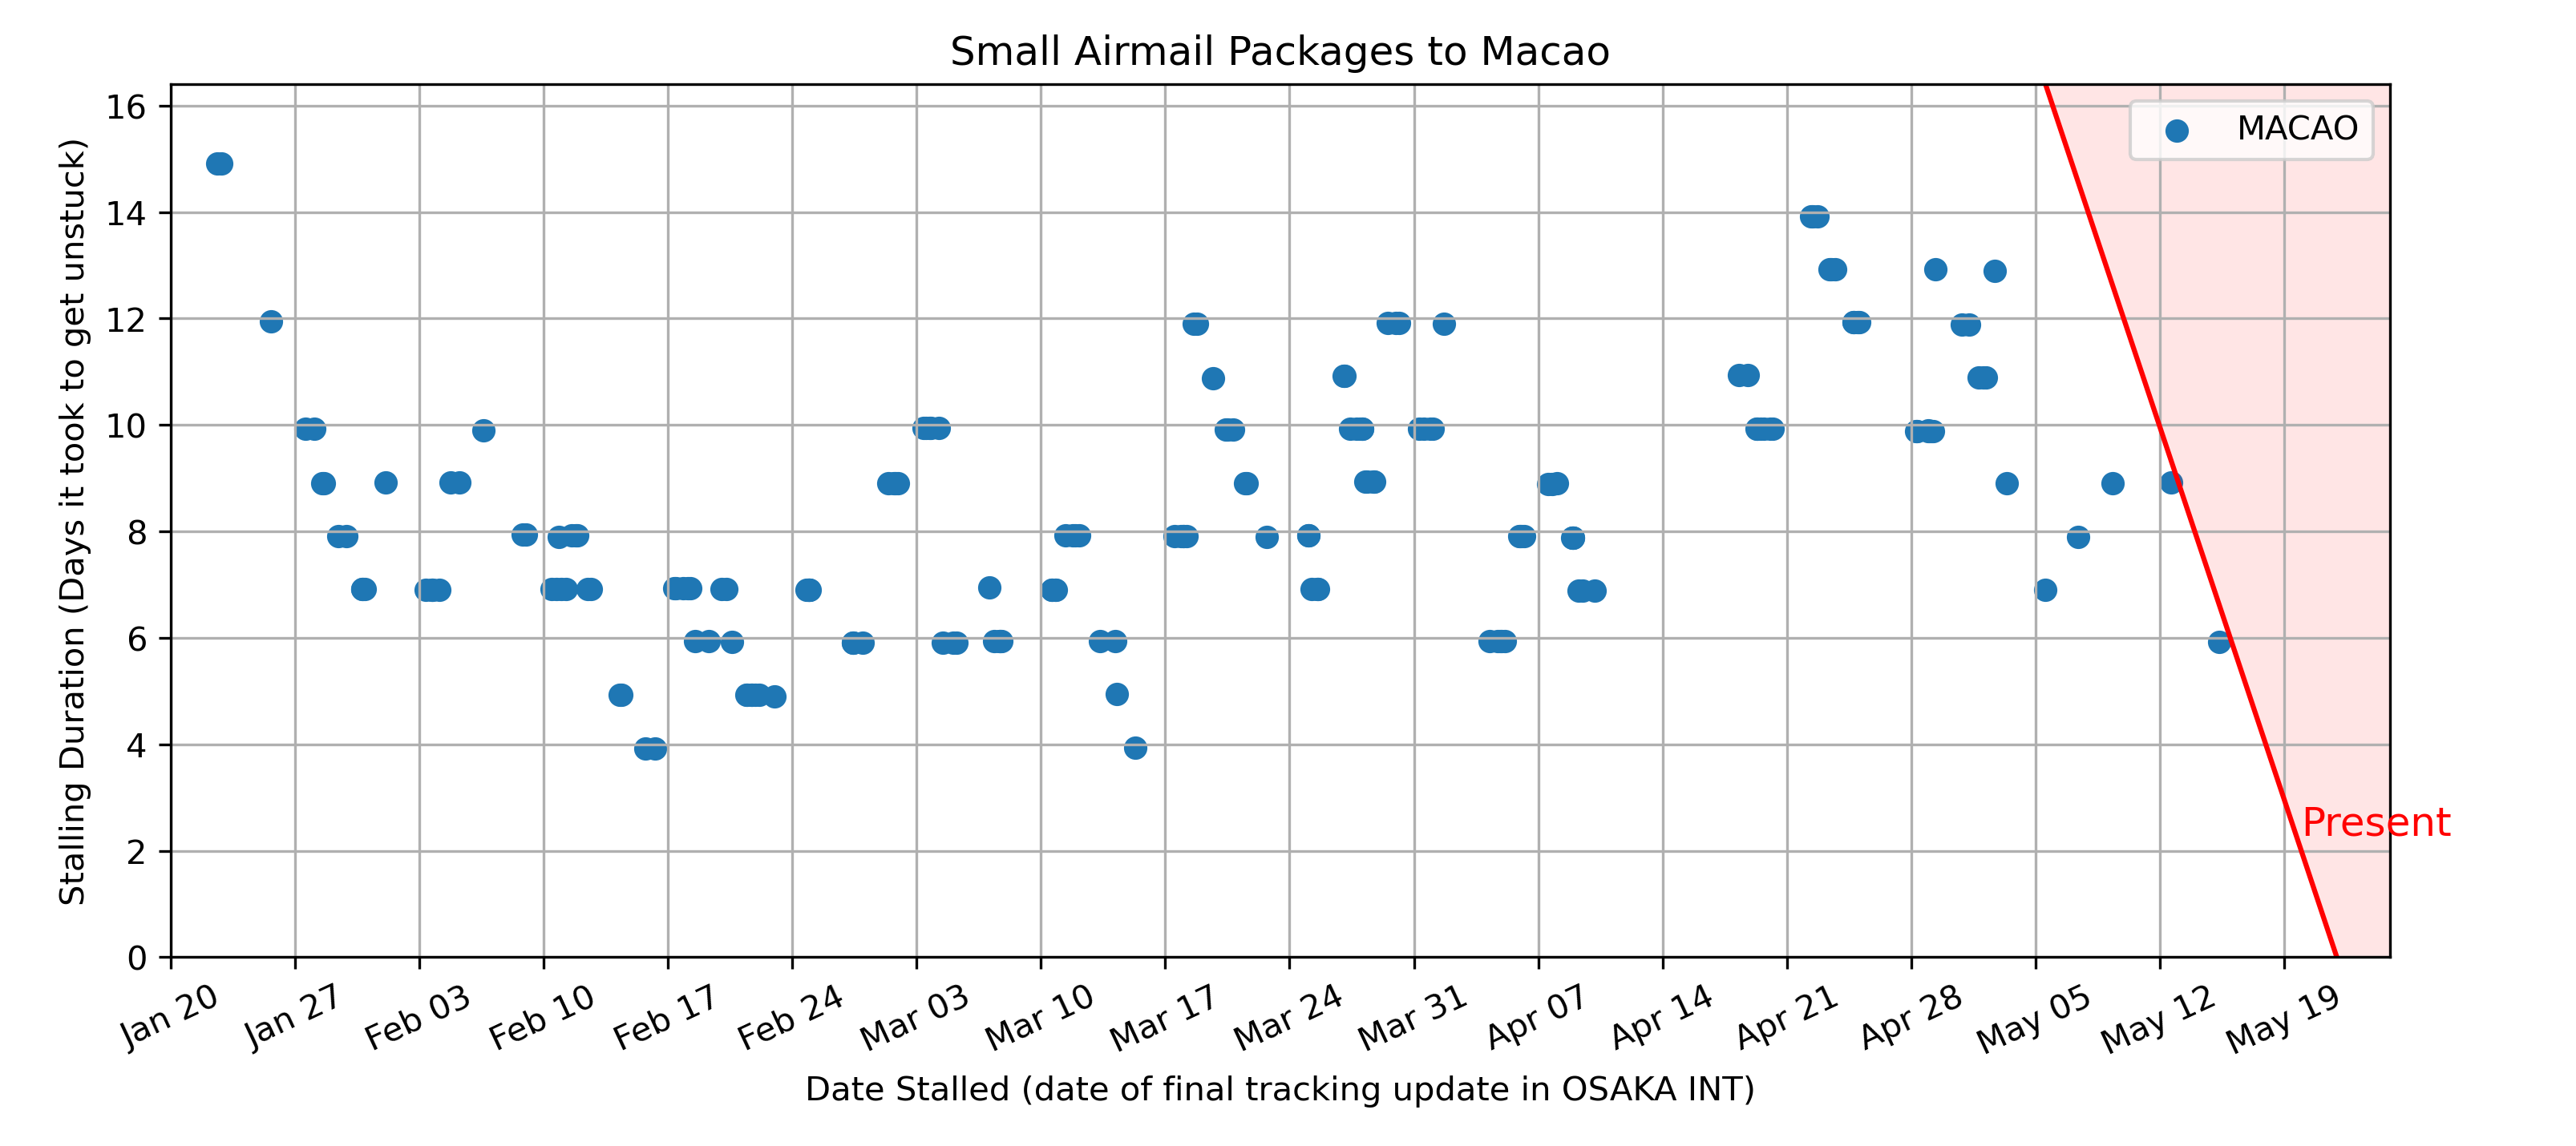 Small Airmail Packages to Macao
Stalling Duration (Days it took to get unstuck)
16
14
12
10
8
6
4
2
0
MACAO
Present
Jan 20
Jan 27
Feb 03
Feb 10
Feb 17
Feb 24
Mar 03
Mar 10
Mar 17
Mar 24
Mar 31
Apr 07
Apr 14
Apr 21
Apr 28
May 05
May 12
May 19
Date Stalled (date of final tracking update in OSAKA INT)